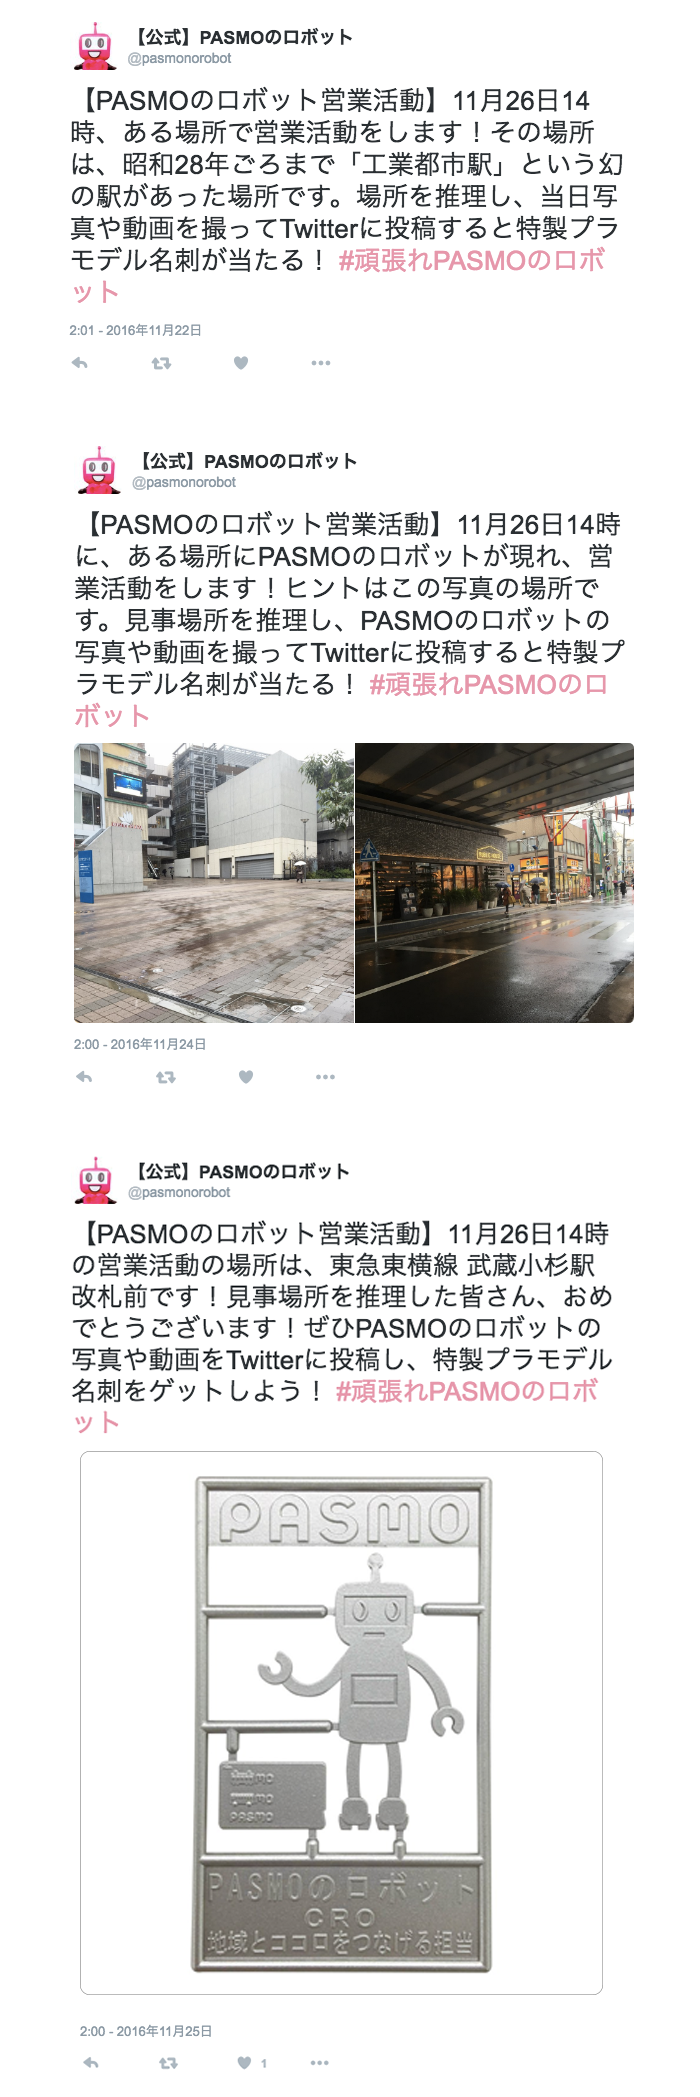 【公式】PASMOのロボット
@pasmonorobot
【PASMOのロボット営業活動】11月26日14
時、ある場所で営業活動をします！その場所
は、昭和28年ごろまで「工業都市駅」という幻
の駅があった場所です。場所を推理し、当日写
真や動画を撮ってTwitterに投稿すると特製プラ
モデル名刺が当たる！ #頑張れPASMOのロボ
ット
2:01 - 2016年11月22日
【公式】PASMOのロボット
@pasmonorobot
【PASMOのロボット営業活動】11月26日14時
に、ある場所にPASMOのロボットが現れ、営
業活動をします！ヒントはこの写真の場所で
す。見事場所を推理し、PASMOのロボットの
写真や動画を撮ってTwitterに投稿すると特製プ
ラモデル名刺が当たる！ #頑張れPASMOのロ
ボット
2:00 - 2016年11月24日
【公式】PASMOのロボット
@pasmonorobot
【PASMOのロボット営業活動】11月26日14時
の営業活動の場所は、東急東横線 武蔵小杉駅
改札前です！見事場所を推理した皆さん、おめ
でとうございます！ぜひPASMOのロボットの
写真や動画をTwitterに投稿し、特製プラモデル
名刺をゲットしよう！ #頑張れPASMOのロボ
ット
PASMO
MO
MO
PASMO
PASMOのロボット
CRO
地域とココロをつなげる担当
2:00 - 2016年11月25日
1